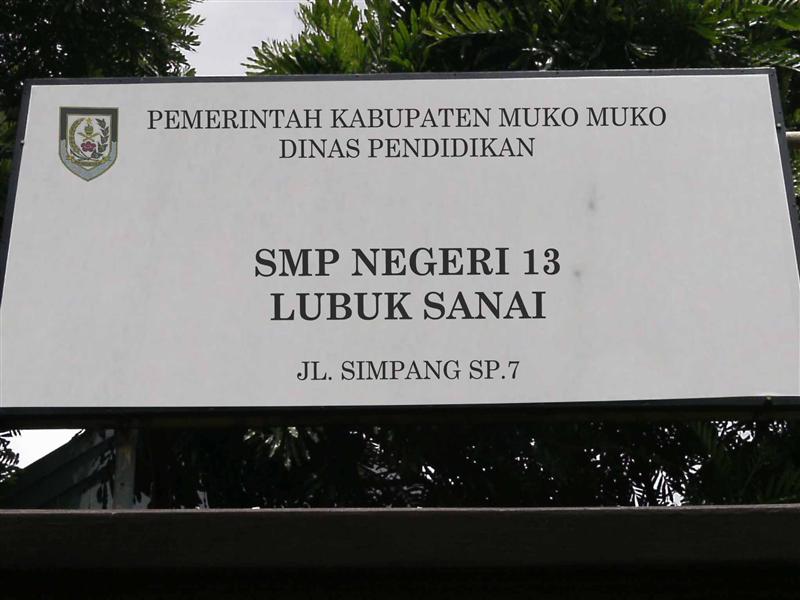 PEMERINTAH KABUPATEN MUKO MUKO
DINAS PENDIDIKAN
SMP NEGERI 13
LUBUK SANAI
JL. SIMPANG SP.7